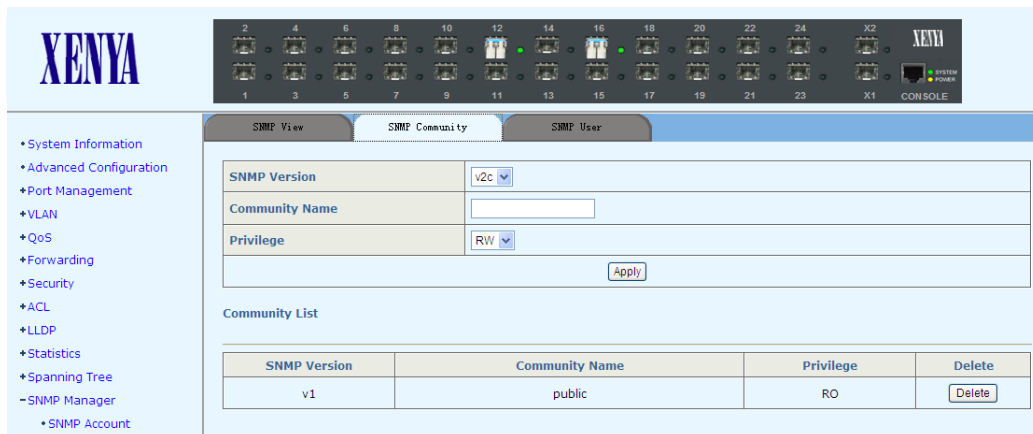 XENYA
2 4 6 8 10 12 14 16 18 20 22 24 X2
XENYA
SYSTEM
POWER
1 3 5 7 9 11 13 15 17 19 21 23 X1 CONSOLE
SNMP View SNMP Community SNMP User
System Information
Advanced Configuration
Port Management
VLAN
QoS
Forwarding
Security
ACL
LLDP
Statistics
Spanning Tree
SNMP Manager
SNMP Account
SNMP Version v2c
Community Name
Privilege RW
Apply
Community List
SNMP Version Community Name Privilege Delete
v1 public RO Delete